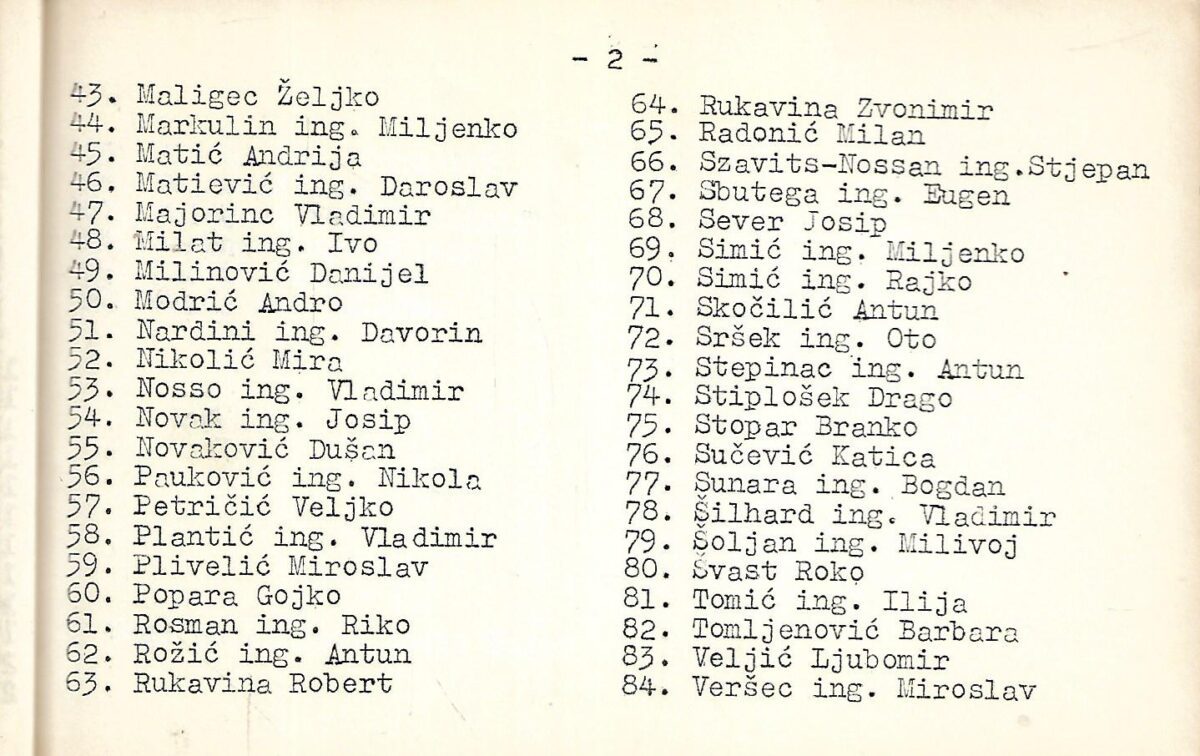 - 2 -
43. Maligec Željko
44. Markulin ing. Miljenko
45. Matić Andrija
46. Matiević ing. Daroslav
47. Majorinc Vladimir
48. Milat ing. Ivo
49. Milinović Danijel
50. Modrić Andro
51. Nardini ing. Davorin
52. Nikolić Mira
53. Nosso ing. Vladimir
54. Novak ing. Josip
55. Novaković Dušan
56. Pauković ing. Nikola
57. Petričić Veljko
58. Plantić ing. Vladimir
59. Plivelić Miroslav
60. Popara Gojko
61. Rosman ing. Riko
62. Rožić ing. Antun
63. Rukavina Robert
64. Rukavina Zvonimir
65. Radonić Milan
66. Szavits-Nossan ing.Stjepan
67. Sbutega ing. Eugen
68. Sever Josip
69. Simić ing. Miljenko
70. Simić ing. Rajko
71. Skočilić Antun
72. Sršek ing. Oto
73. Stepinac ing. Antun
74. Stiplošek Drago
75. Stopar Branko
76. Sučević Katica
77. Sunara ing. Bogdan
78. Šilhard ing. Vladimir
79. Šoljan ing. Milivoj
80. Švast Roko
81. Tomić ing. Ilija
82. Tomljenović Barbara
83. Veljić Ljubomir
84. Veršec ing. Miroslav